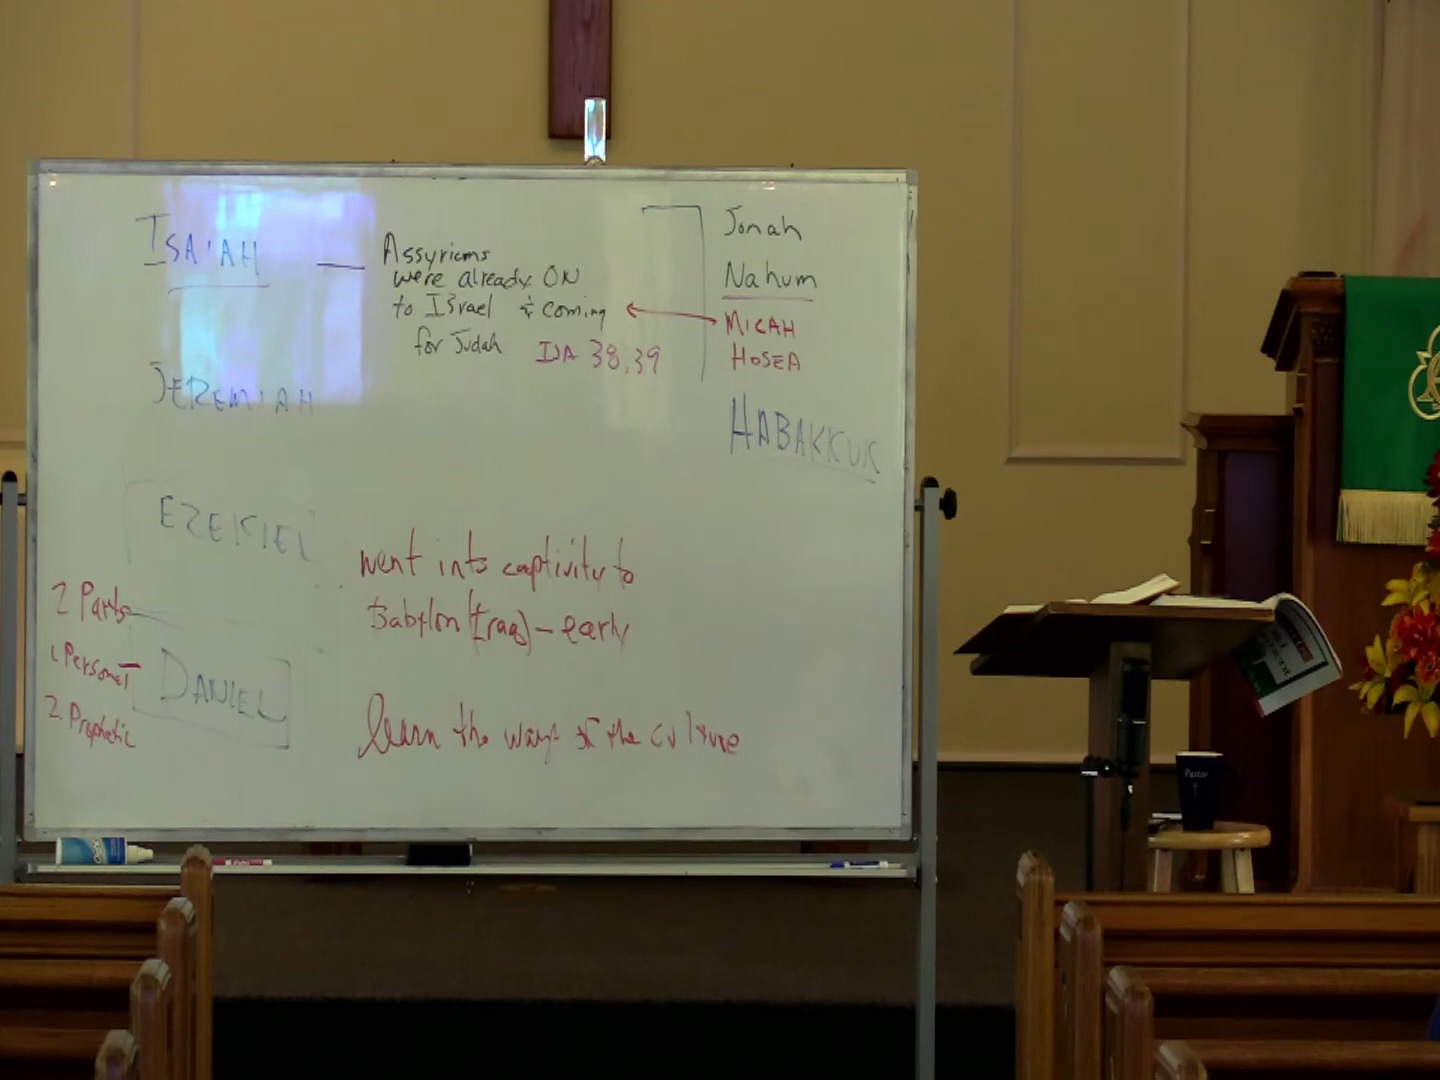 ISAIAH
Assyrians
were already ON
to Israel & coming
for Judah
ISA 38,39
Jonah
Nahum
MICAH
HOSEA
JEREMIAH
HABAKKUK
EZEKIEL
went into captivity to
Babylon (Iraq) – early
2 Parts
1. Personal
2. Prophetic
DANIEL
learn the ways of the culture
Pastor